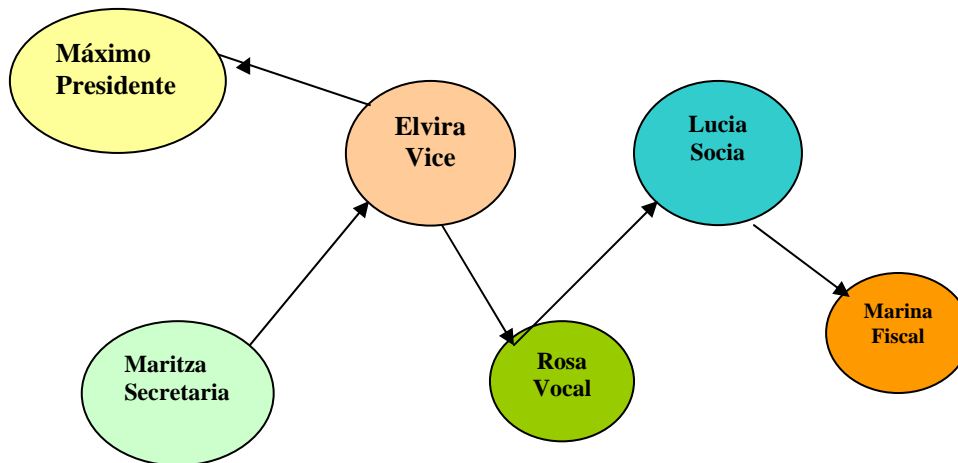 Máximo
Presidente
Elvira
Vice
Lucia
Socia
Maritza
Secretaria
Rosa
Vocal
Marina
Fiscal